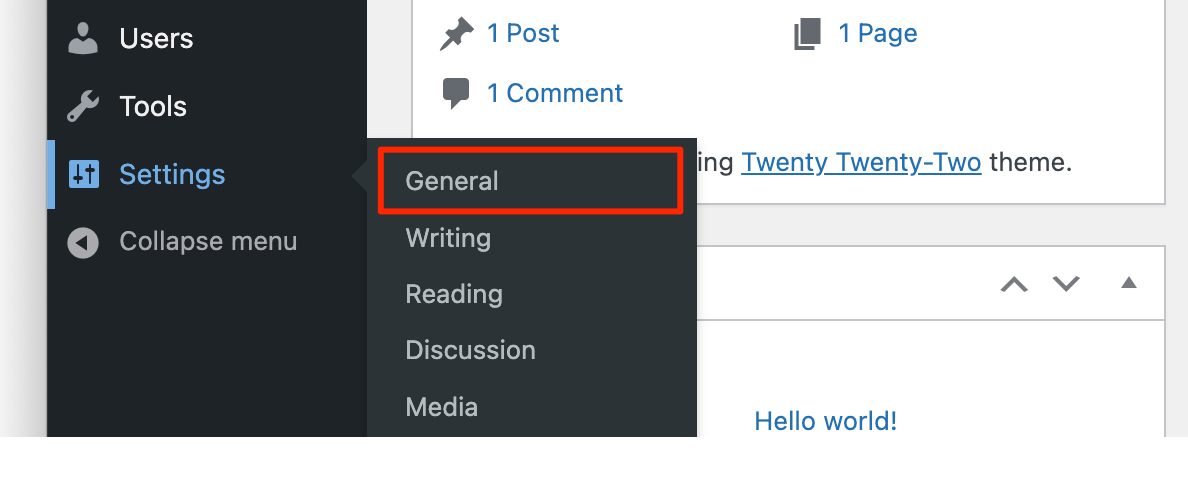 Users
Tools
Settings
Collapse menu
General
Writing
Reading
Discussion
Media
1 Post
1 Page
1 Comment
ing Twenty Twenty-Two theme.
Hello world!